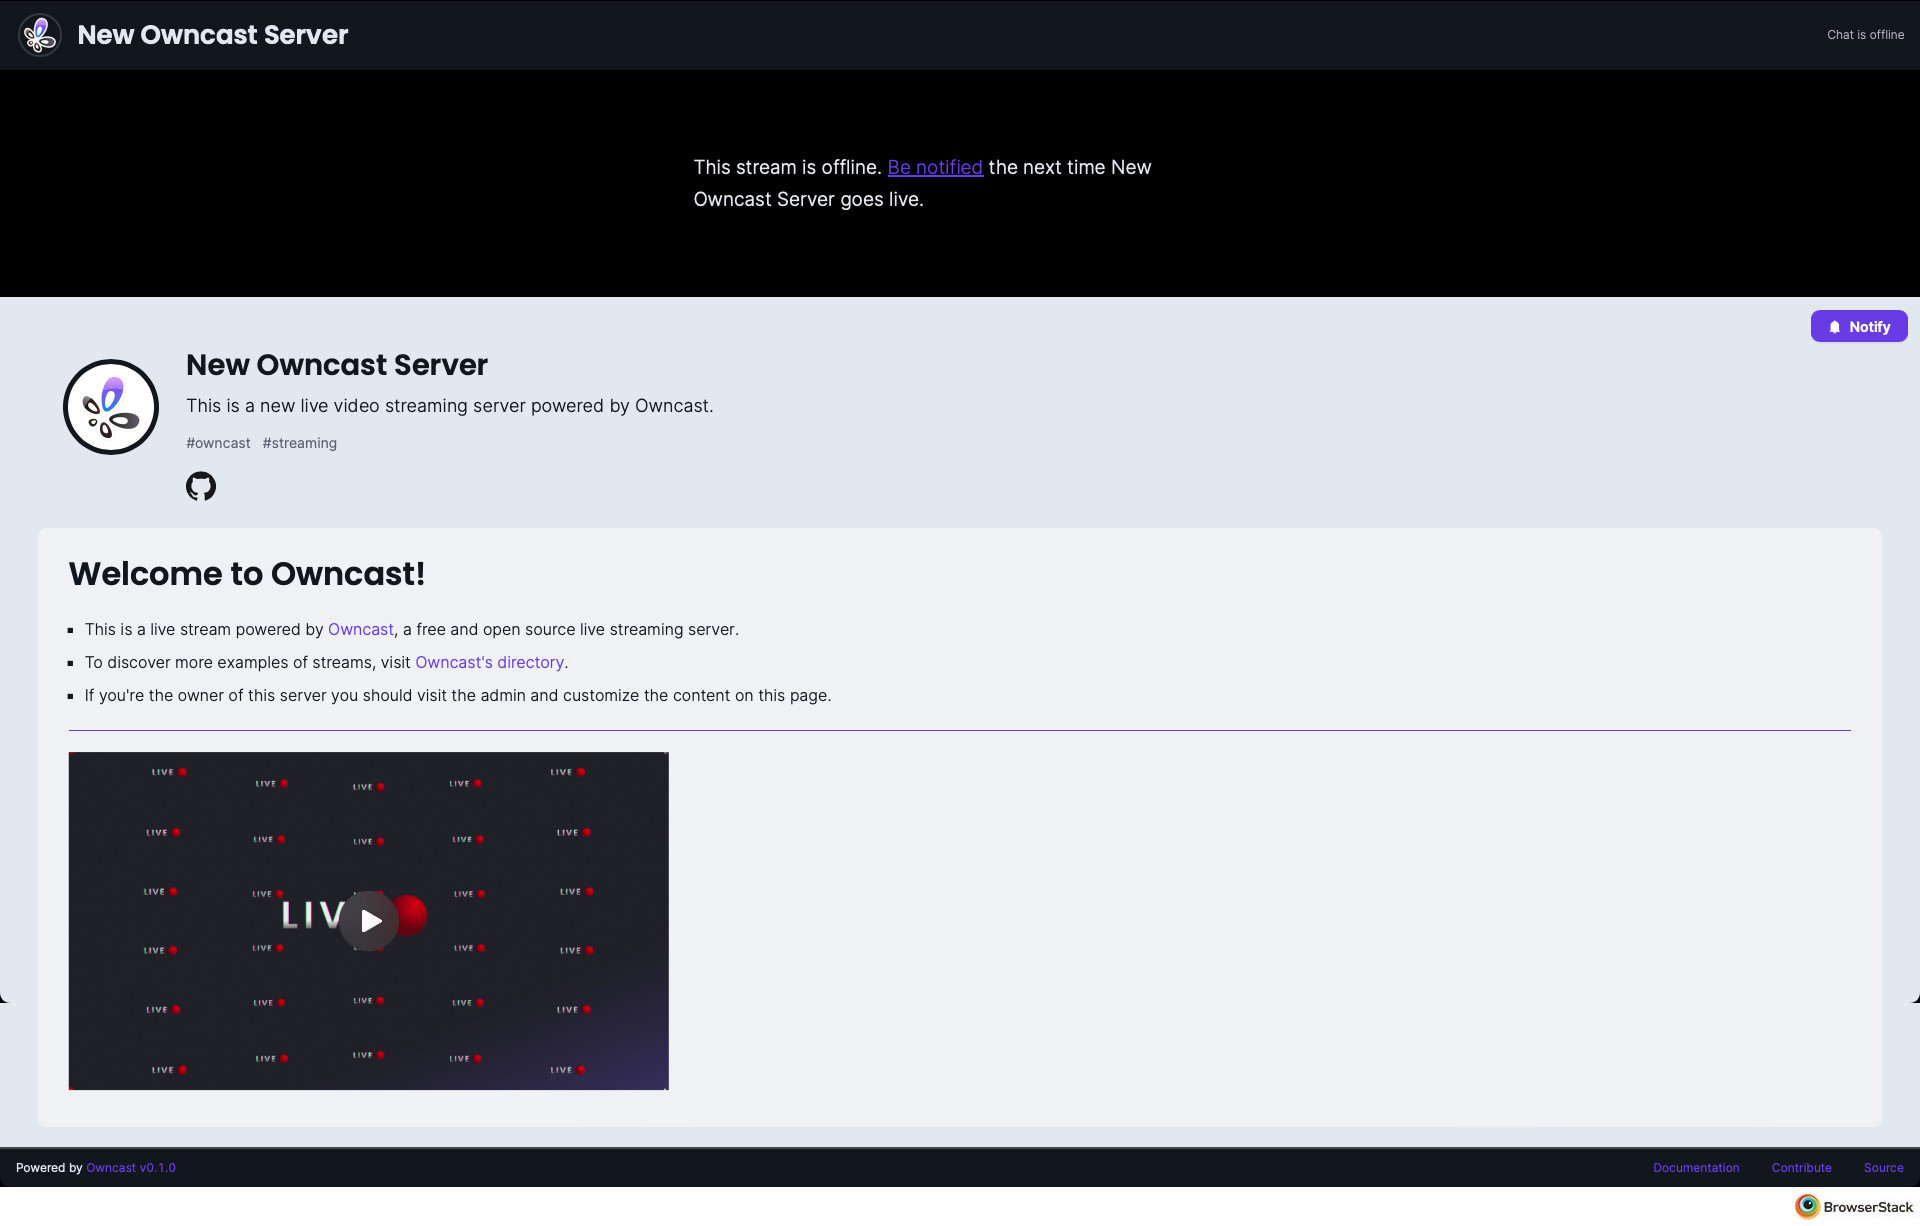 New Owncast Server
Chat is offline
This stream is offline. Be notified the next time New
Owncast Server goes live.
Notify
New Owncast Server
This is a new live video streaming server powered by Owncast.
#owncast #streaming
Welcome to Owncast!
This is a live stream powered by Owncast, a free and open source live streaming server.
To discover more examples of streams, visit Owncast's directory.
If you're the owner of this server you should visit the admin and customize the content on this page.
LIVE LIVE LIVE LIVE LIVE
LIVE LIVE LIVE LIVE LIVE
LIVE LIVE LIVE LIVE
LIV
LIVE LIVE LIVE LIVE
LIVE LIVE LIVE LIVE LIVE
LIVE LIVE LIVE LIVE LIVE
Powered by Owncast v0.1.0
Documentation Contribute Source
BrowserStack